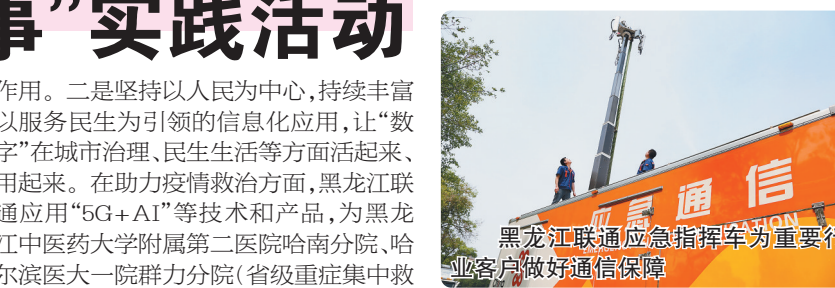 事”实践活动
作用。二是坚持以人民为中心,持续丰富
以服务民生为引领的信息化应用,让“数
字”在城市治理、民生生活等方面活起来、
用起来。在助力疫情救治方面,黑龙江联
通应用“5G+AI”等技术和产品,为黑龙
江中医药大学附属第二医院哈南分院、哈
尔滨医大一院群力分院(省级重症集中救
应急通信
黑龙江联通应急指挥车为重要行
业客户做好通信保障